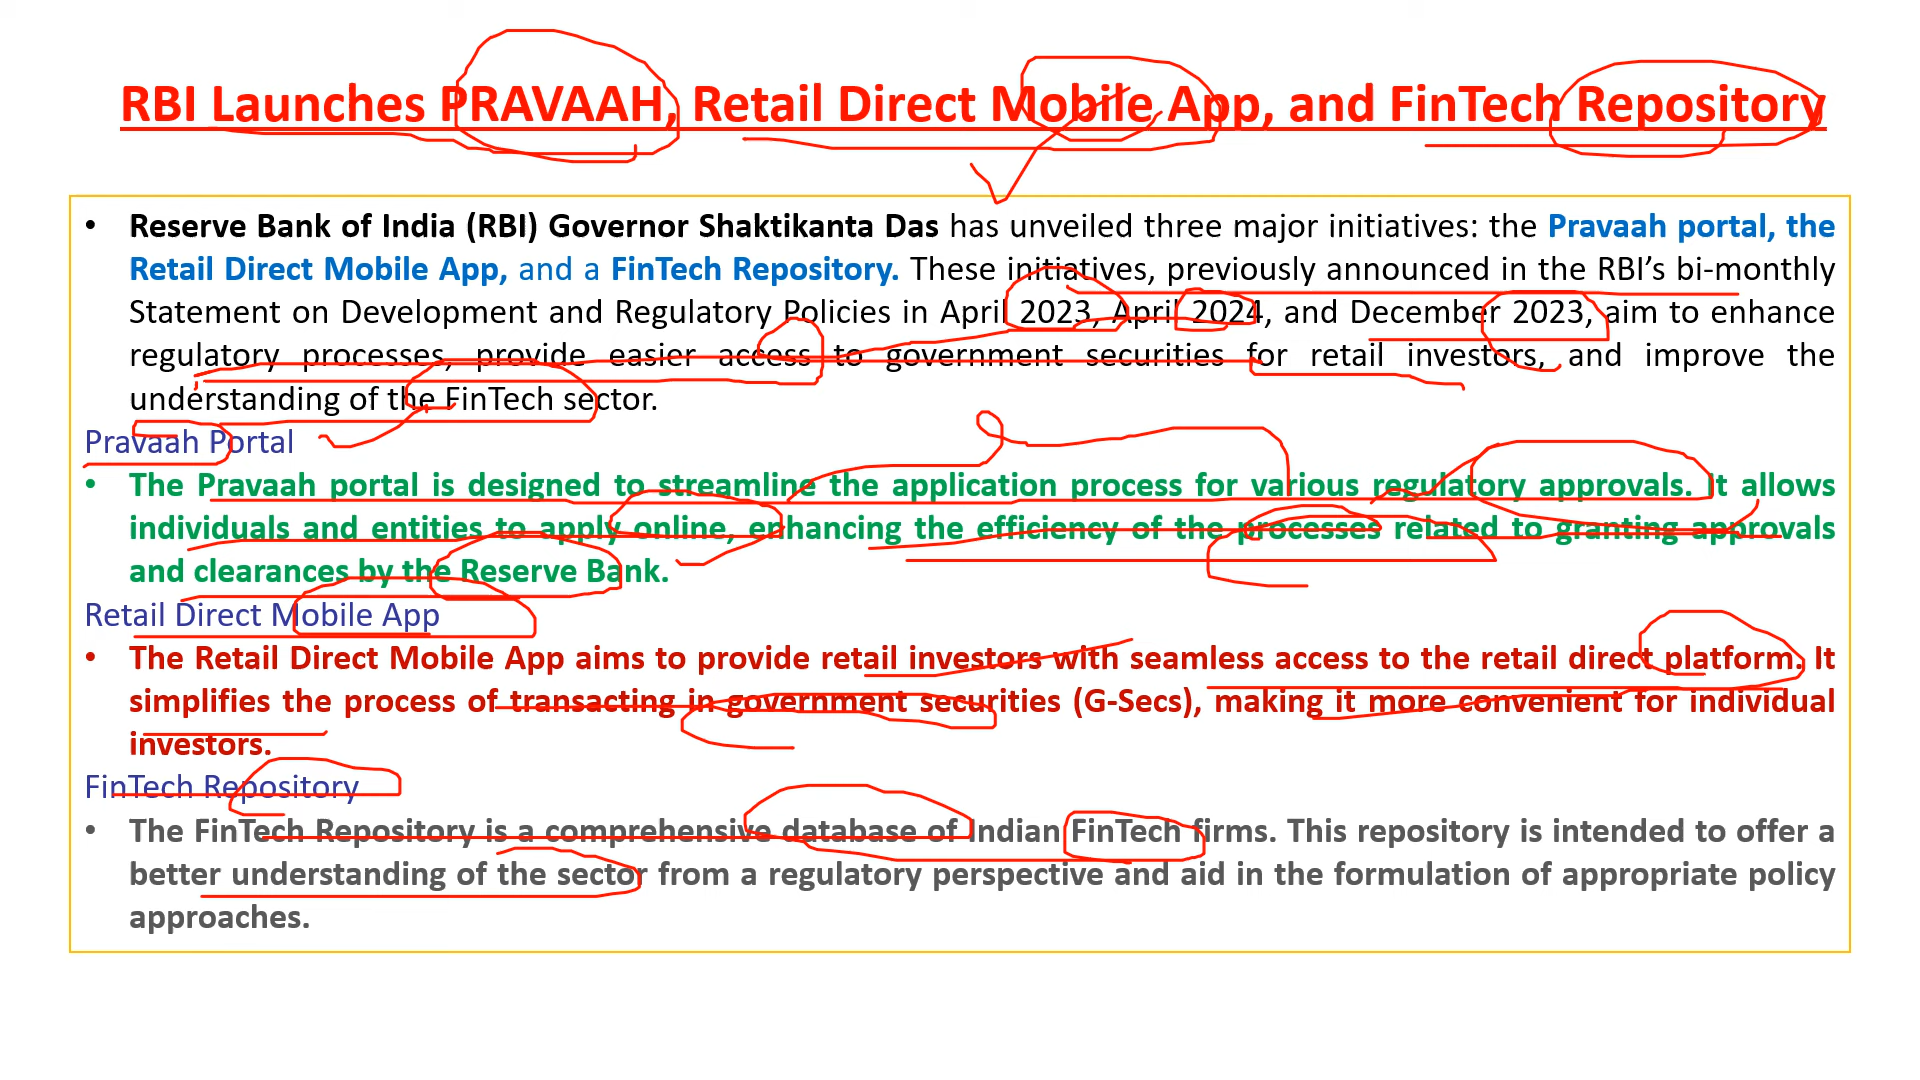 RBI Launches PRAVAAH, Retail Direct Mobile App, and FinTech Repository
• Reserve Bank of India (RBI) Governor Shaktikanta Das has unveiled three major initiatives: the Pravaah portal, the
Retail Direct Mobile App, and a FinTech Repository. These initiatives, previously announced in the RBI’s bi-monthly
Statement on Development and Regulatory Policies in April 2023, April 2024, and December 2023, aim to enhance
regulatory processes, provide easier access to government securities for retail investors, and improve the
understanding of the FinTech sector.
Pravaah Portal
• The Pravaah portal is designed to streamline the application process for various regulatory approvals. It allows
individuals and entities to apply online, enhancing the efficiency of the processes related to granting approvals
and clearances by the Reserve Bank.
Retail Direct Mobile App
• The Retail Direct Mobile App aims to provide retail investors with seamless access to the retail direct platform. It
simplifies the process of transacting in government securities (G-Secs), making it more convenient for individual
investors.
FinTech Repository
• The FinTech Repository is a comprehensive database of Indian FinTech firms. This repository is intended to offer a
better understanding of the sector from a regulatory perspective and aid in the formulation of appropriate policy
approaches.